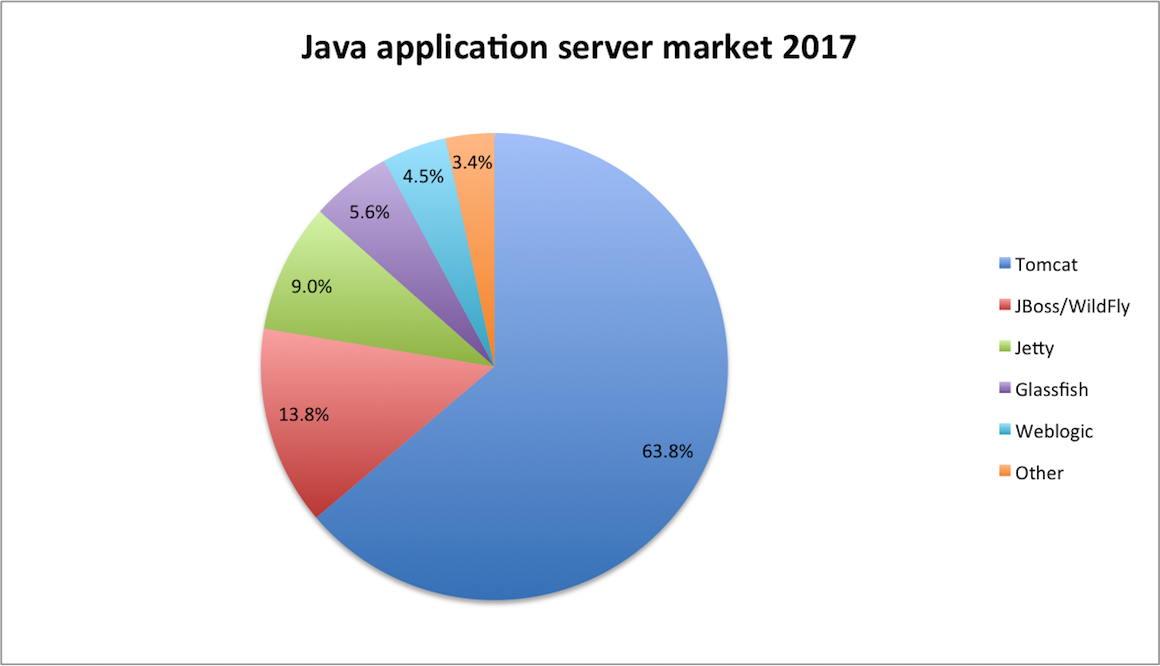 Java application server market 2017
3.4%
4.5%
5.6%
9.0%
13.8%
63.8%
Tomcat
JBoss/WildFly
Jetty
Glassfish
Weblogic
Other